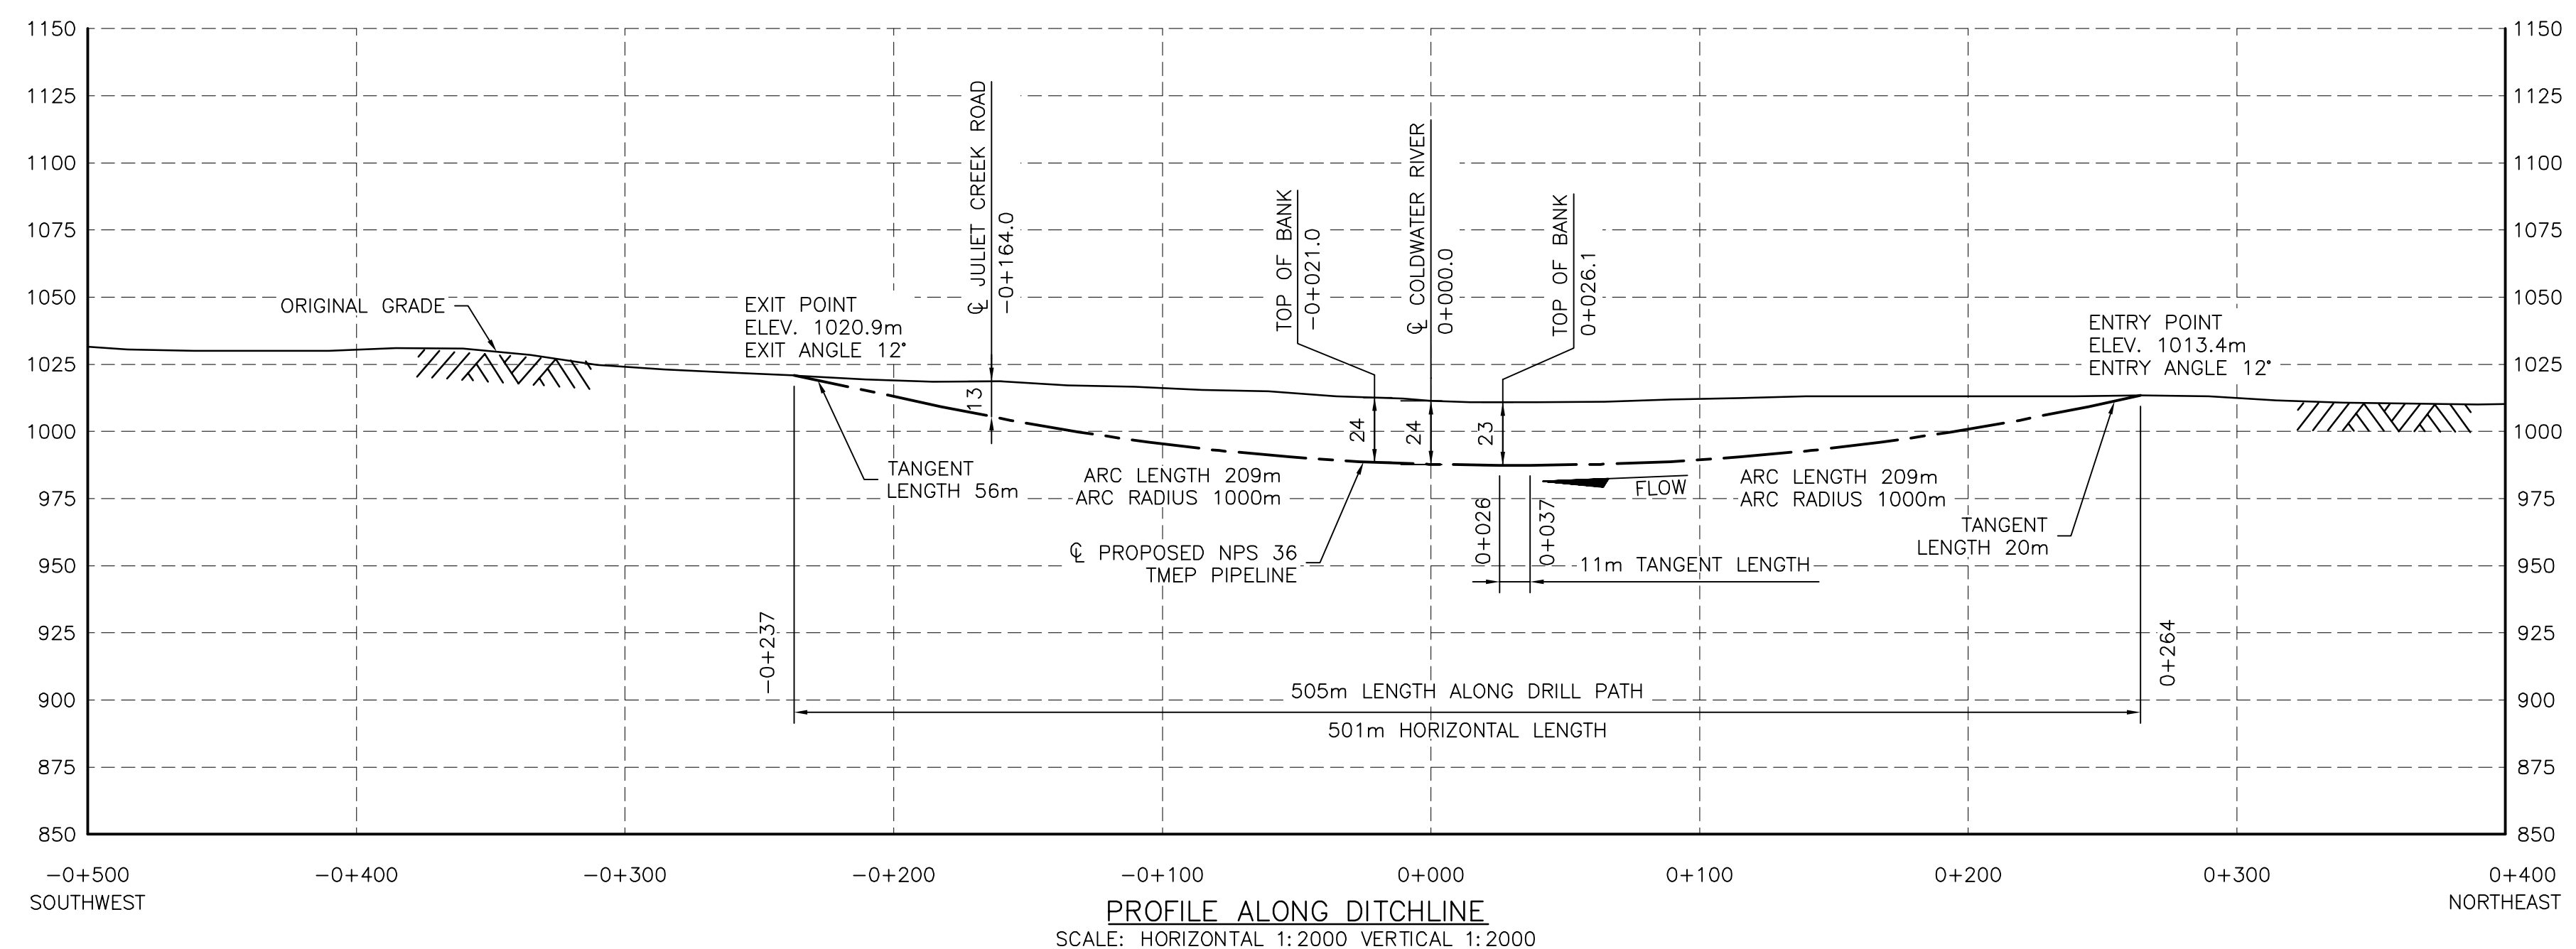 1150
1125
1100
1075
1050
1025
1000
975
950
925
900
875
850
1150
1125
1100
1075
1050
1025
1000
975
950
925
900
875
850
ORIGINAL GRADE
EXIT POINT
ELEV. 1020.9m
EXIT ANGLE 12°
℄ JULIET CREEK ROAD
-0+164.0
13
TOP OF BANK
-0+021.0
24
℄ COLDWATER RIVER
0+000.0
24
TOP OF BANK
0+026.1
23
ENTRY POINT
ELEV. 1013.4m
ENTRY ANGLE 12°
TANGENT
LENGTH 56m
ARC LENGTH 209m
ARC RADIUS 1000m
FLOW
ARC LENGTH 209m
ARC RADIUS 1000m
TANGENT
LENGTH 20m
℄ PROPOSED NPS 36
TMEP PIPELINE
0+026
0+037
11m TANGENT LENGTH
-0+237
0+264
505m LENGTH ALONG DRILL PATH
501m HORIZONTAL LENGTH
-0+500 -0+400 -0+300 -0+200 -0+100 0+000 0+100 0+200 0+300 0+400
SOUTHWEST
NORTHEAST
PROFILE ALONG DITCHLINE
SCALE: HORIZONTAL 1:2000 VERTICAL 1:2000